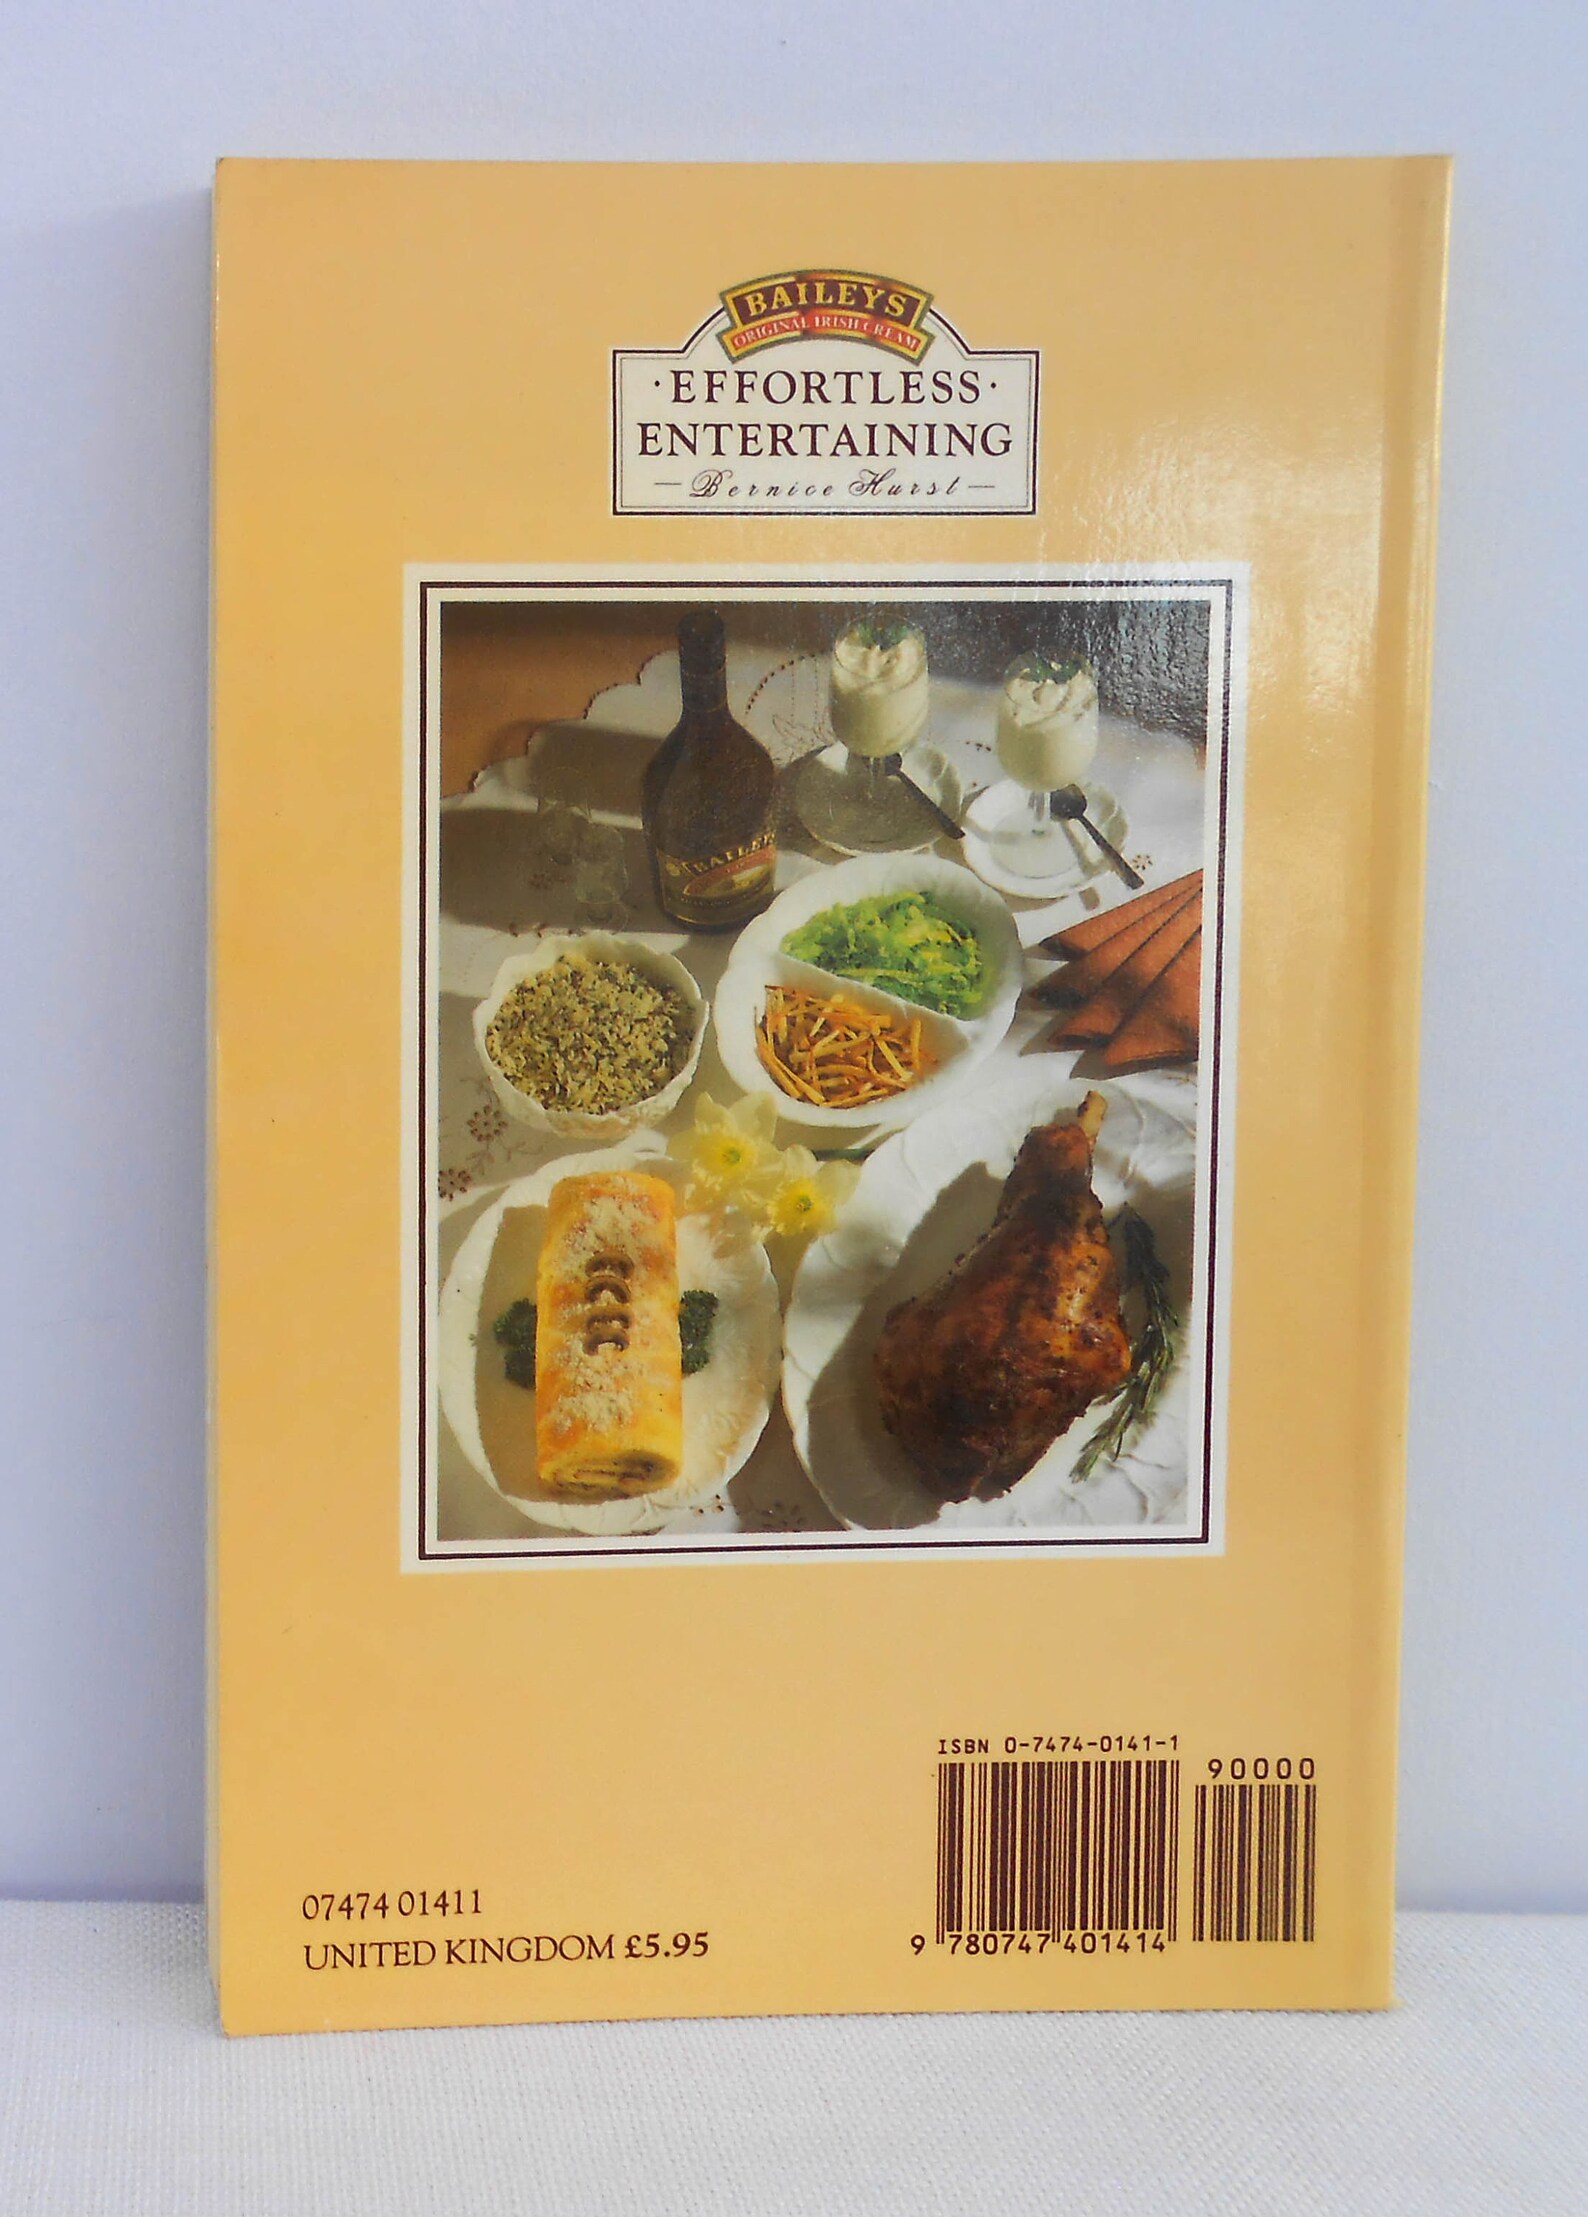 BAILEYS
ORIGINAL IRISH CREAM
·EFFORTLESS·
ENTERTAINING
—Bernice Hurst—
BAILEYS
ISBN 0-7474-0141-1
90000
9 780747 401414
07474 01411
UNITED KINGDOM £5.95